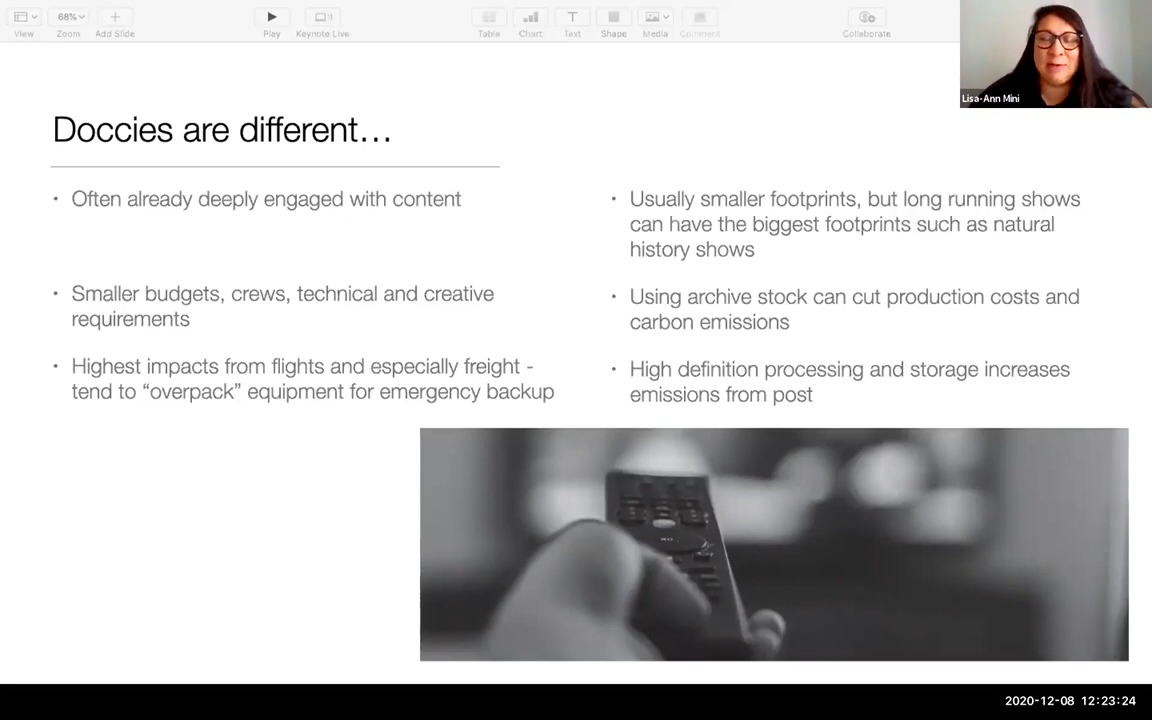 68%
View
Zoom
Add Slide
Play
Keynote Live
Table
Chart
Text
Shape
Media
Comment
Collaborate
Lisa-Ann Mini
Doccies are different…
• Often already deeply engaged with content
• Smaller budgets, crews, technical and creative
requirements
• Highest impacts from flights and especially freight -
tend to “overpack” equipment for emergency backup
• Usually smaller footprints, but long running shows
can have the biggest footprints such as natural
history shows
• Using archive stock can cut production costs and
carbon emissions
• High definition processing and storage increases
emissions from post
OK
2020-12-08 12:23:24